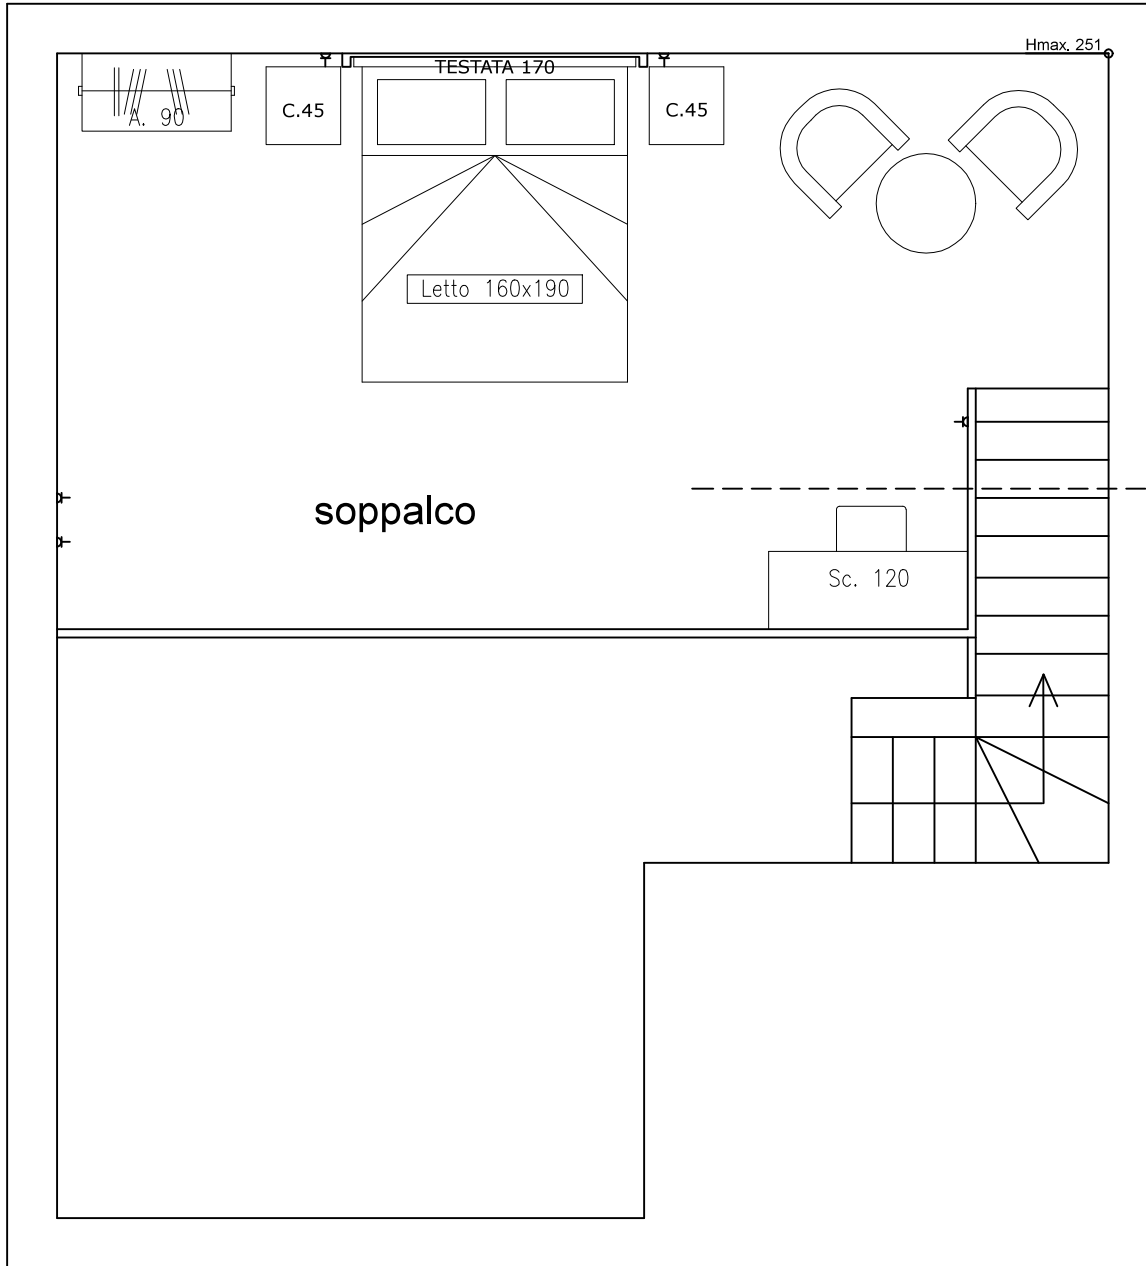 Hmax. 251
TESTATA 170
A. 90
C.45
C.45
Letto 160x190
soppalco
Sc. 120